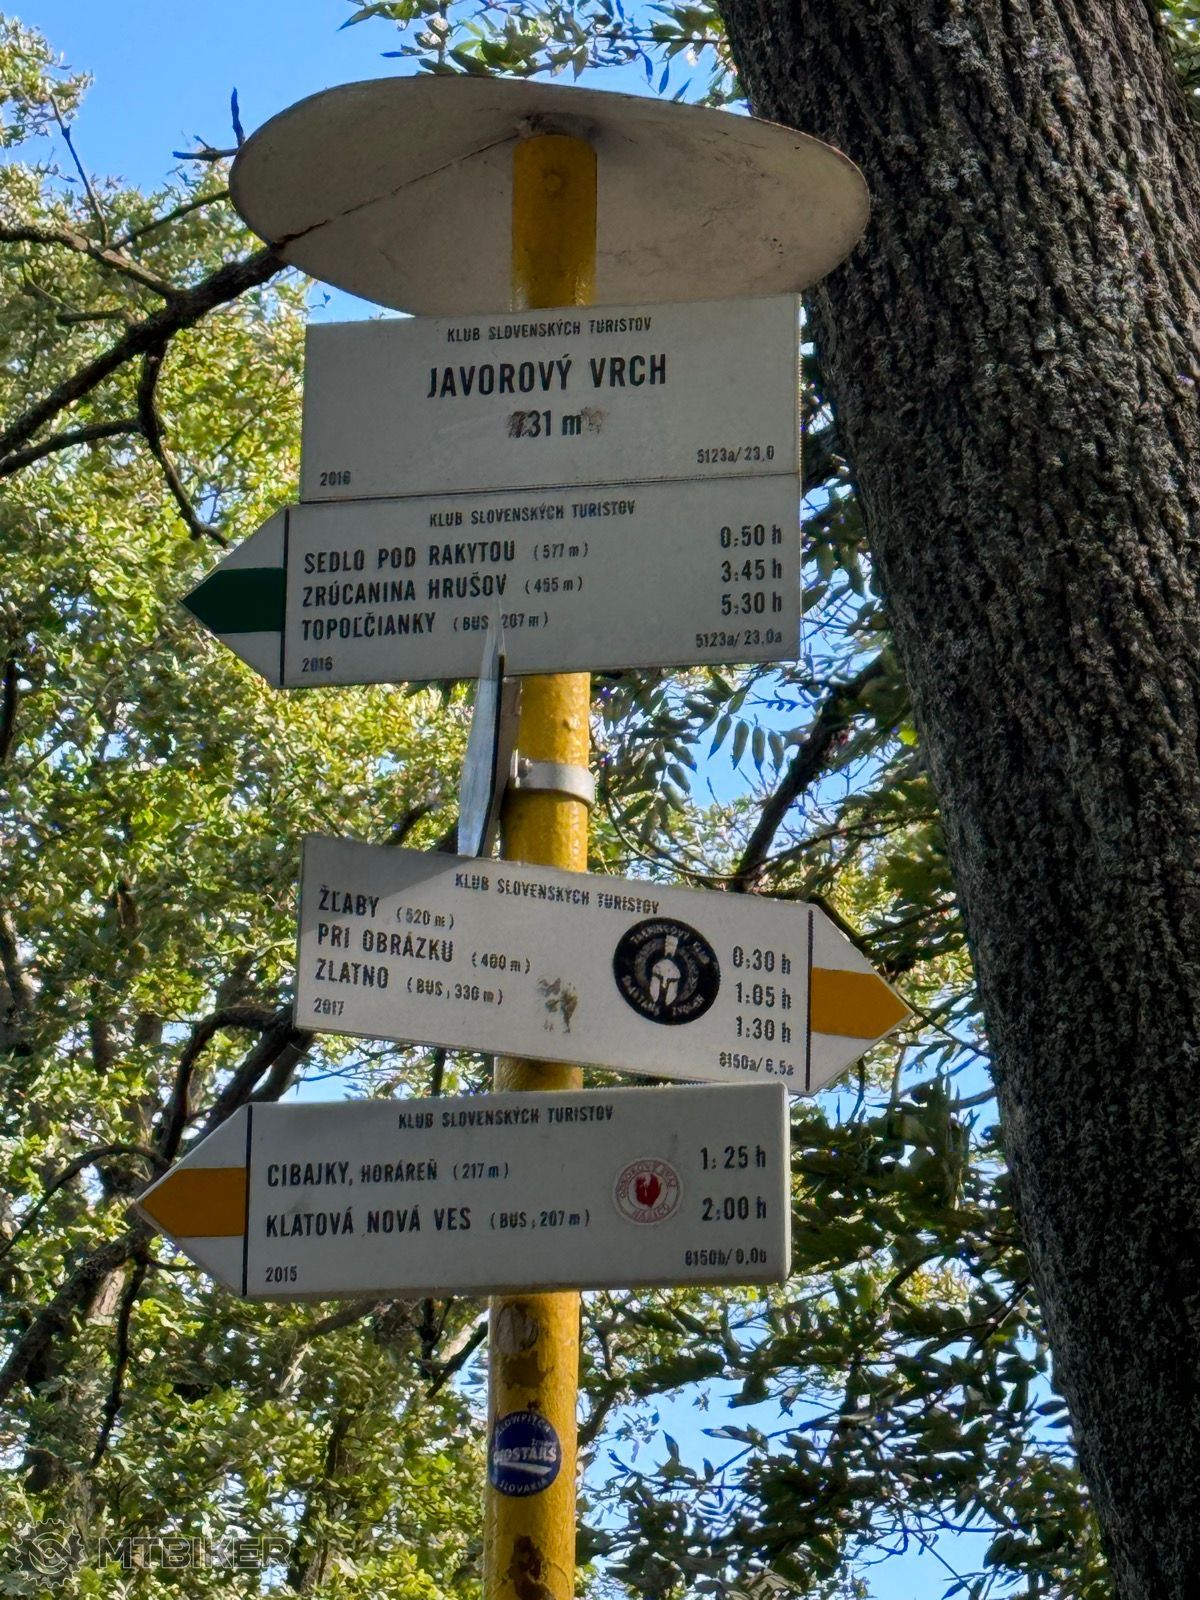 KLUB SLOVENSKÝCH TURISTOV
JAVOROVÝ VRCH
731 m
2016 5123a/23,0
KLUB SLOVENSKÝCH TURISTOV
SEDLO POD RAKYTOU (577 m) 0:50 h
ZRÚCANINA HRUŠOV (455 m) 3:45 h
TOPOĽČIANKY (BUS, 207 m) 5:30 h
2016 5123a/23,0a
KLUB SLOVENSKÝCH TURISTOV
ŽĽABY (520 m) 0:30 h
PRI OBRÁZKU (400 m) 1:05 h
ZLATNO (BUS, 330 m) 1:30 h
2017 8150a/6,5a
KLUB SLOVENSKÝCH TURISTOV
CIBAJKY, HORÁREŇ (217 m) 1:25 h
KLATOVÁ NOVÁ VES (BUS, 207 m) 2:00 h
2015 8150b/0,0b
SLOVAKIA
MTBIKER